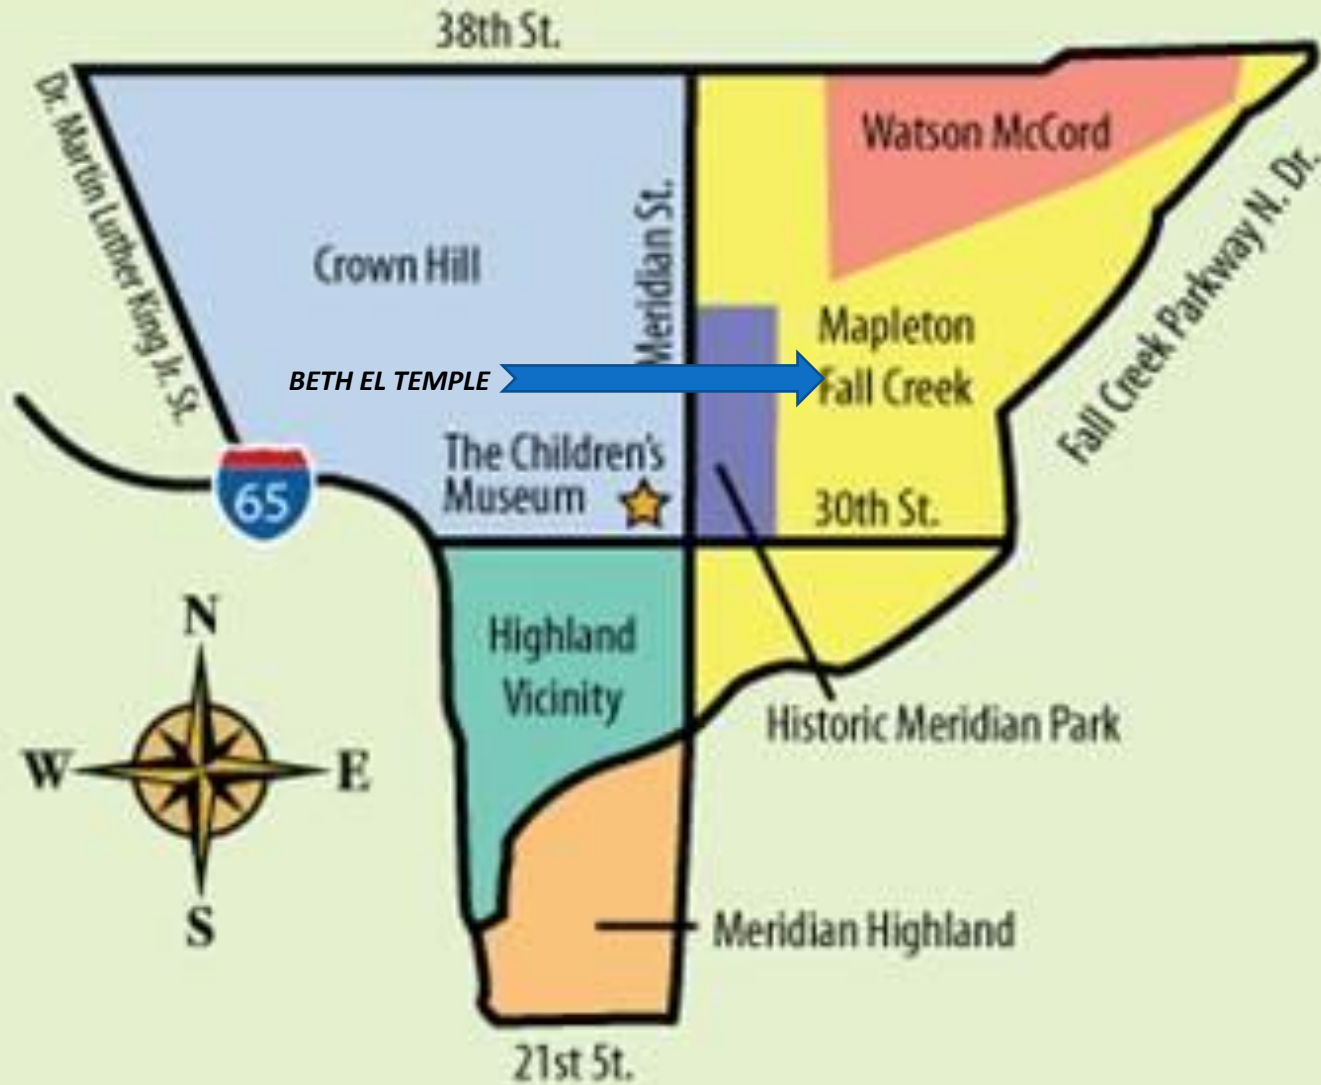 38th St.
Dr. Martin Luther King Jr. St.
Watson McCord
Meridian St.
Crown Hill
Fall Creek Parkway N. Dr.
Mapleton
Fall Creek
BETH EL TEMPLE
The Children's
Museum
65
30th St.
N
Highland
Vicinity
Historic Meridian Park
W
E
S
Meridian Highland
21st St.